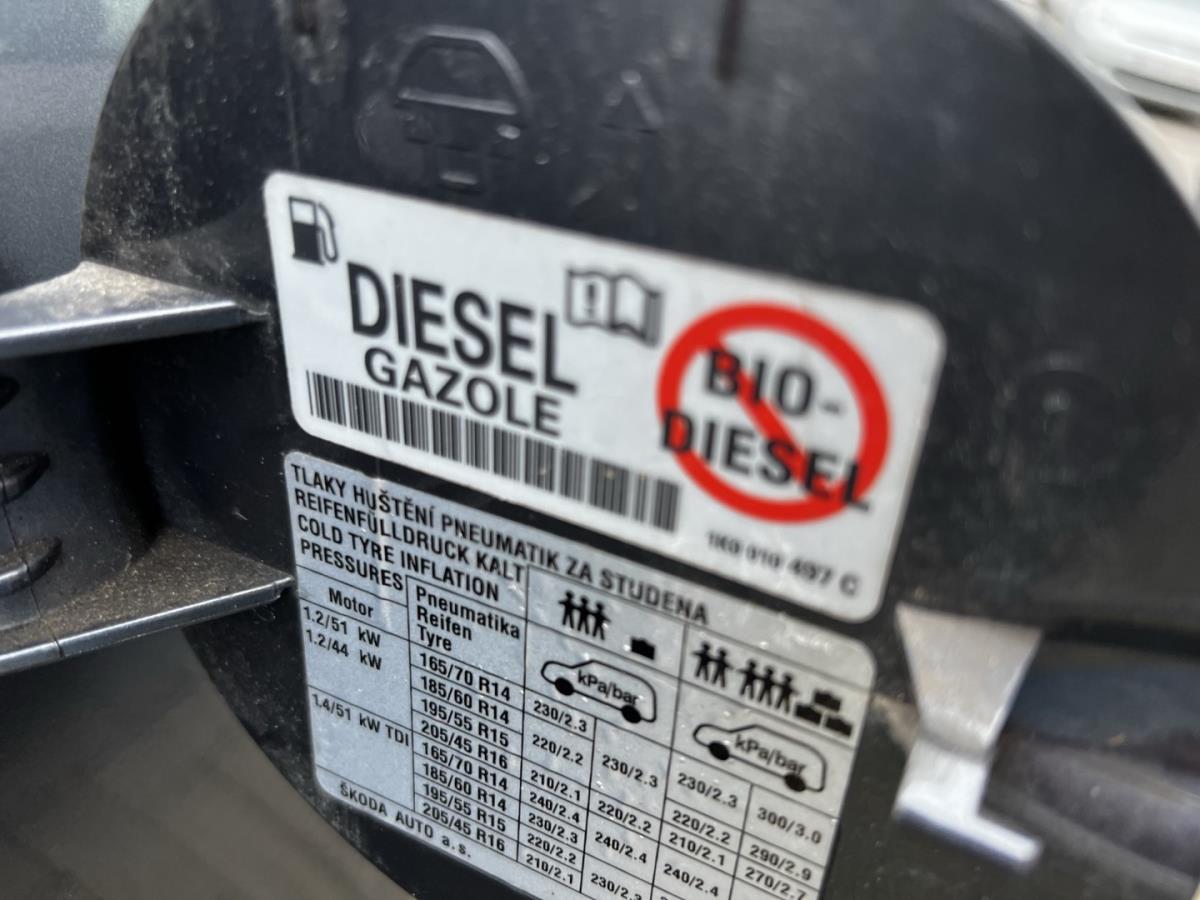 DIESEL
GAZOLE
BIO-
DIESEL
1K0 010 497 C
TLAKY HUŠTĚNÍ PNEUMATIK ZA STUDENA
REIFENFÜLLDRUCK KALT
COLD TYRE INFLATION
PRESSURES
Motor
Pneumatika
Reifen
Tyre
kPa/bar
kPa/bar
1.2/51 kW
1.2/44 kW
165/70 R14 230/2.3 230/2.3 230/2.3 300/3.0
185/60 R14 220/2.2 220/2.2 220/2.2 290/2.9
195/55 R15 210/2.1 210/2.1 270/2.7
205/45 R16
1.4/51 kW TDI
165/70 R14 240/2.4 240/2.4 240/2.4
185/60 R14 230/2.3
195/55 R15 220/2.2
205/45 R16 210/2.1
ŠKODA AUTO a.s.